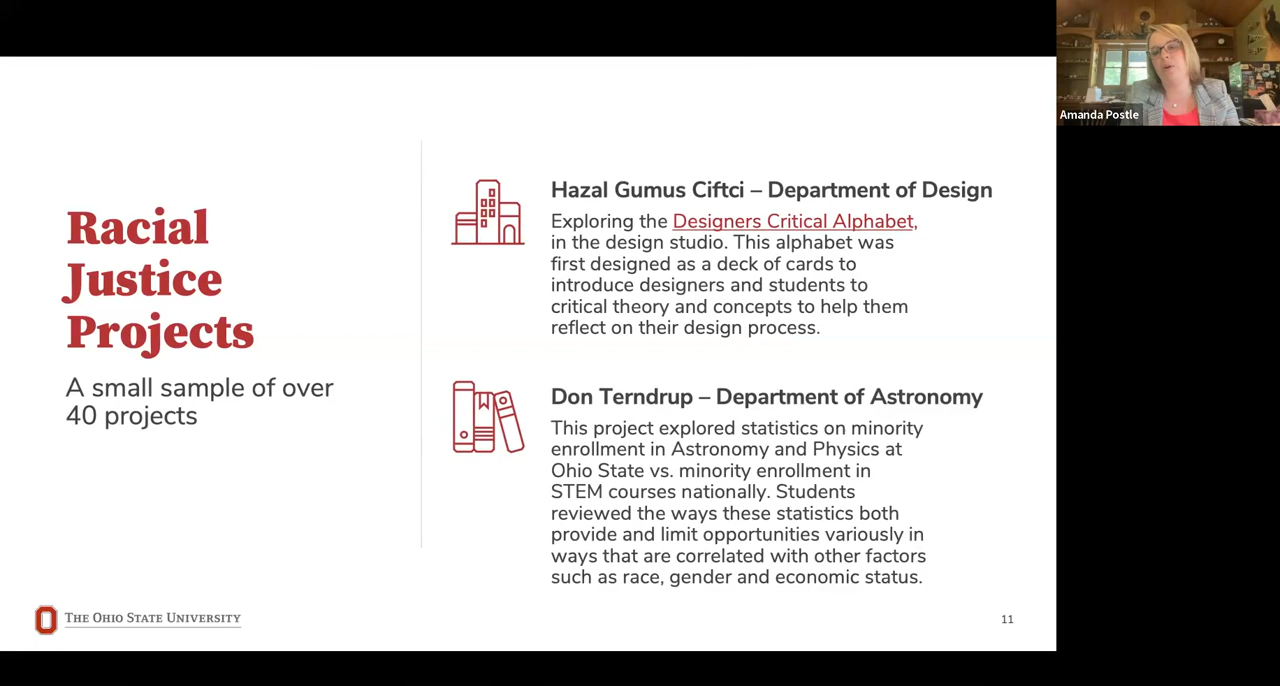 Racial
Justice
Projects
A small sample of over
40 projects
Hazal Gumus Ciftci – Department of Design
Exploring the Designers Critical Alphabet,
in the design studio. This alphabet was
first designed as a deck of cards to
introduce designers and students to
critical theory and concepts to help them
reflect on their design process.
Don Terndrup – Department of Astronomy
This project explored statistics on minority
enrollment in Astronomy and Physics at
Ohio State vs. minority enrollment in
STEM courses nationally. Students
reviewed the ways these statistics both
provide and limit opportunities variously in
ways that are correlated with other factors
such as race, gender and economic status.
THE OHIO STATE UNIVERSITY
11
Amanda Postle